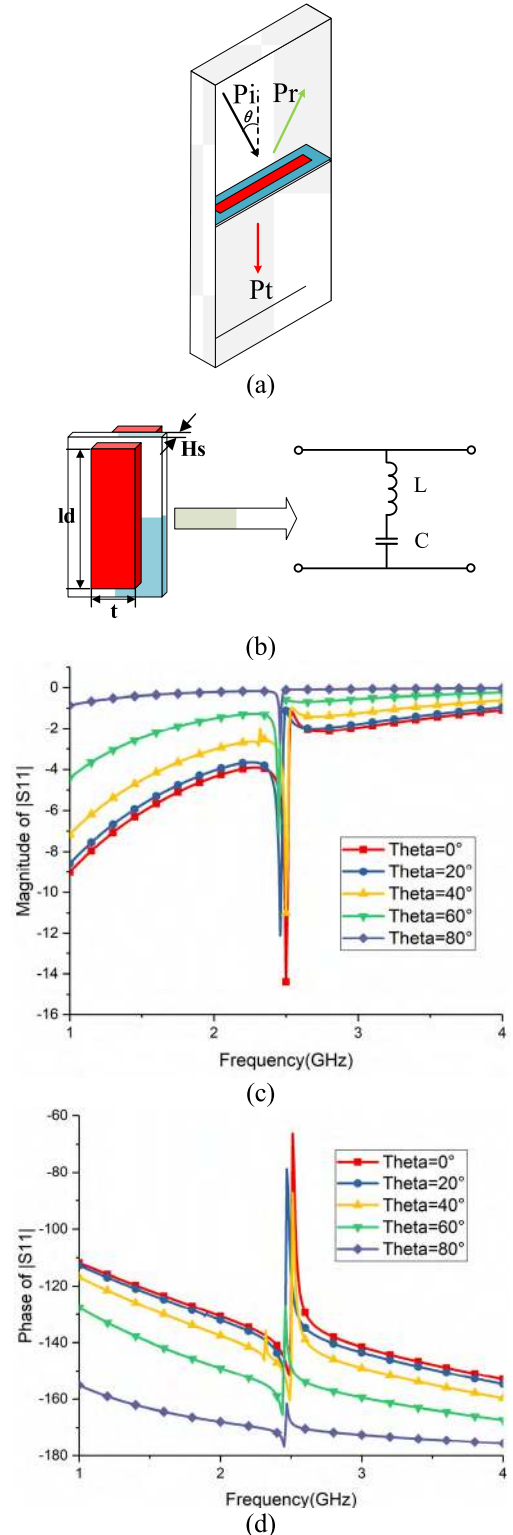 Pi Pr
θ
Pt
(a)
Hs
ld
L
C
t
(b)
0
-2
-4
-6
-8
-10
-12
-14
-16
Magnitude of |S11|
Theta=0°
Theta=20°
Theta=40°
Theta=60°
Theta=80°
1 2 3 4
Frequency(GHz)
(c)
-60
-80
-100
-120
-140
-160
-180
Phase of |S11|
Theta=0°
Theta=20°
Theta=40°
Theta=60°
Theta=80°
1 2 3 4
Frequency(GHz)
(d)